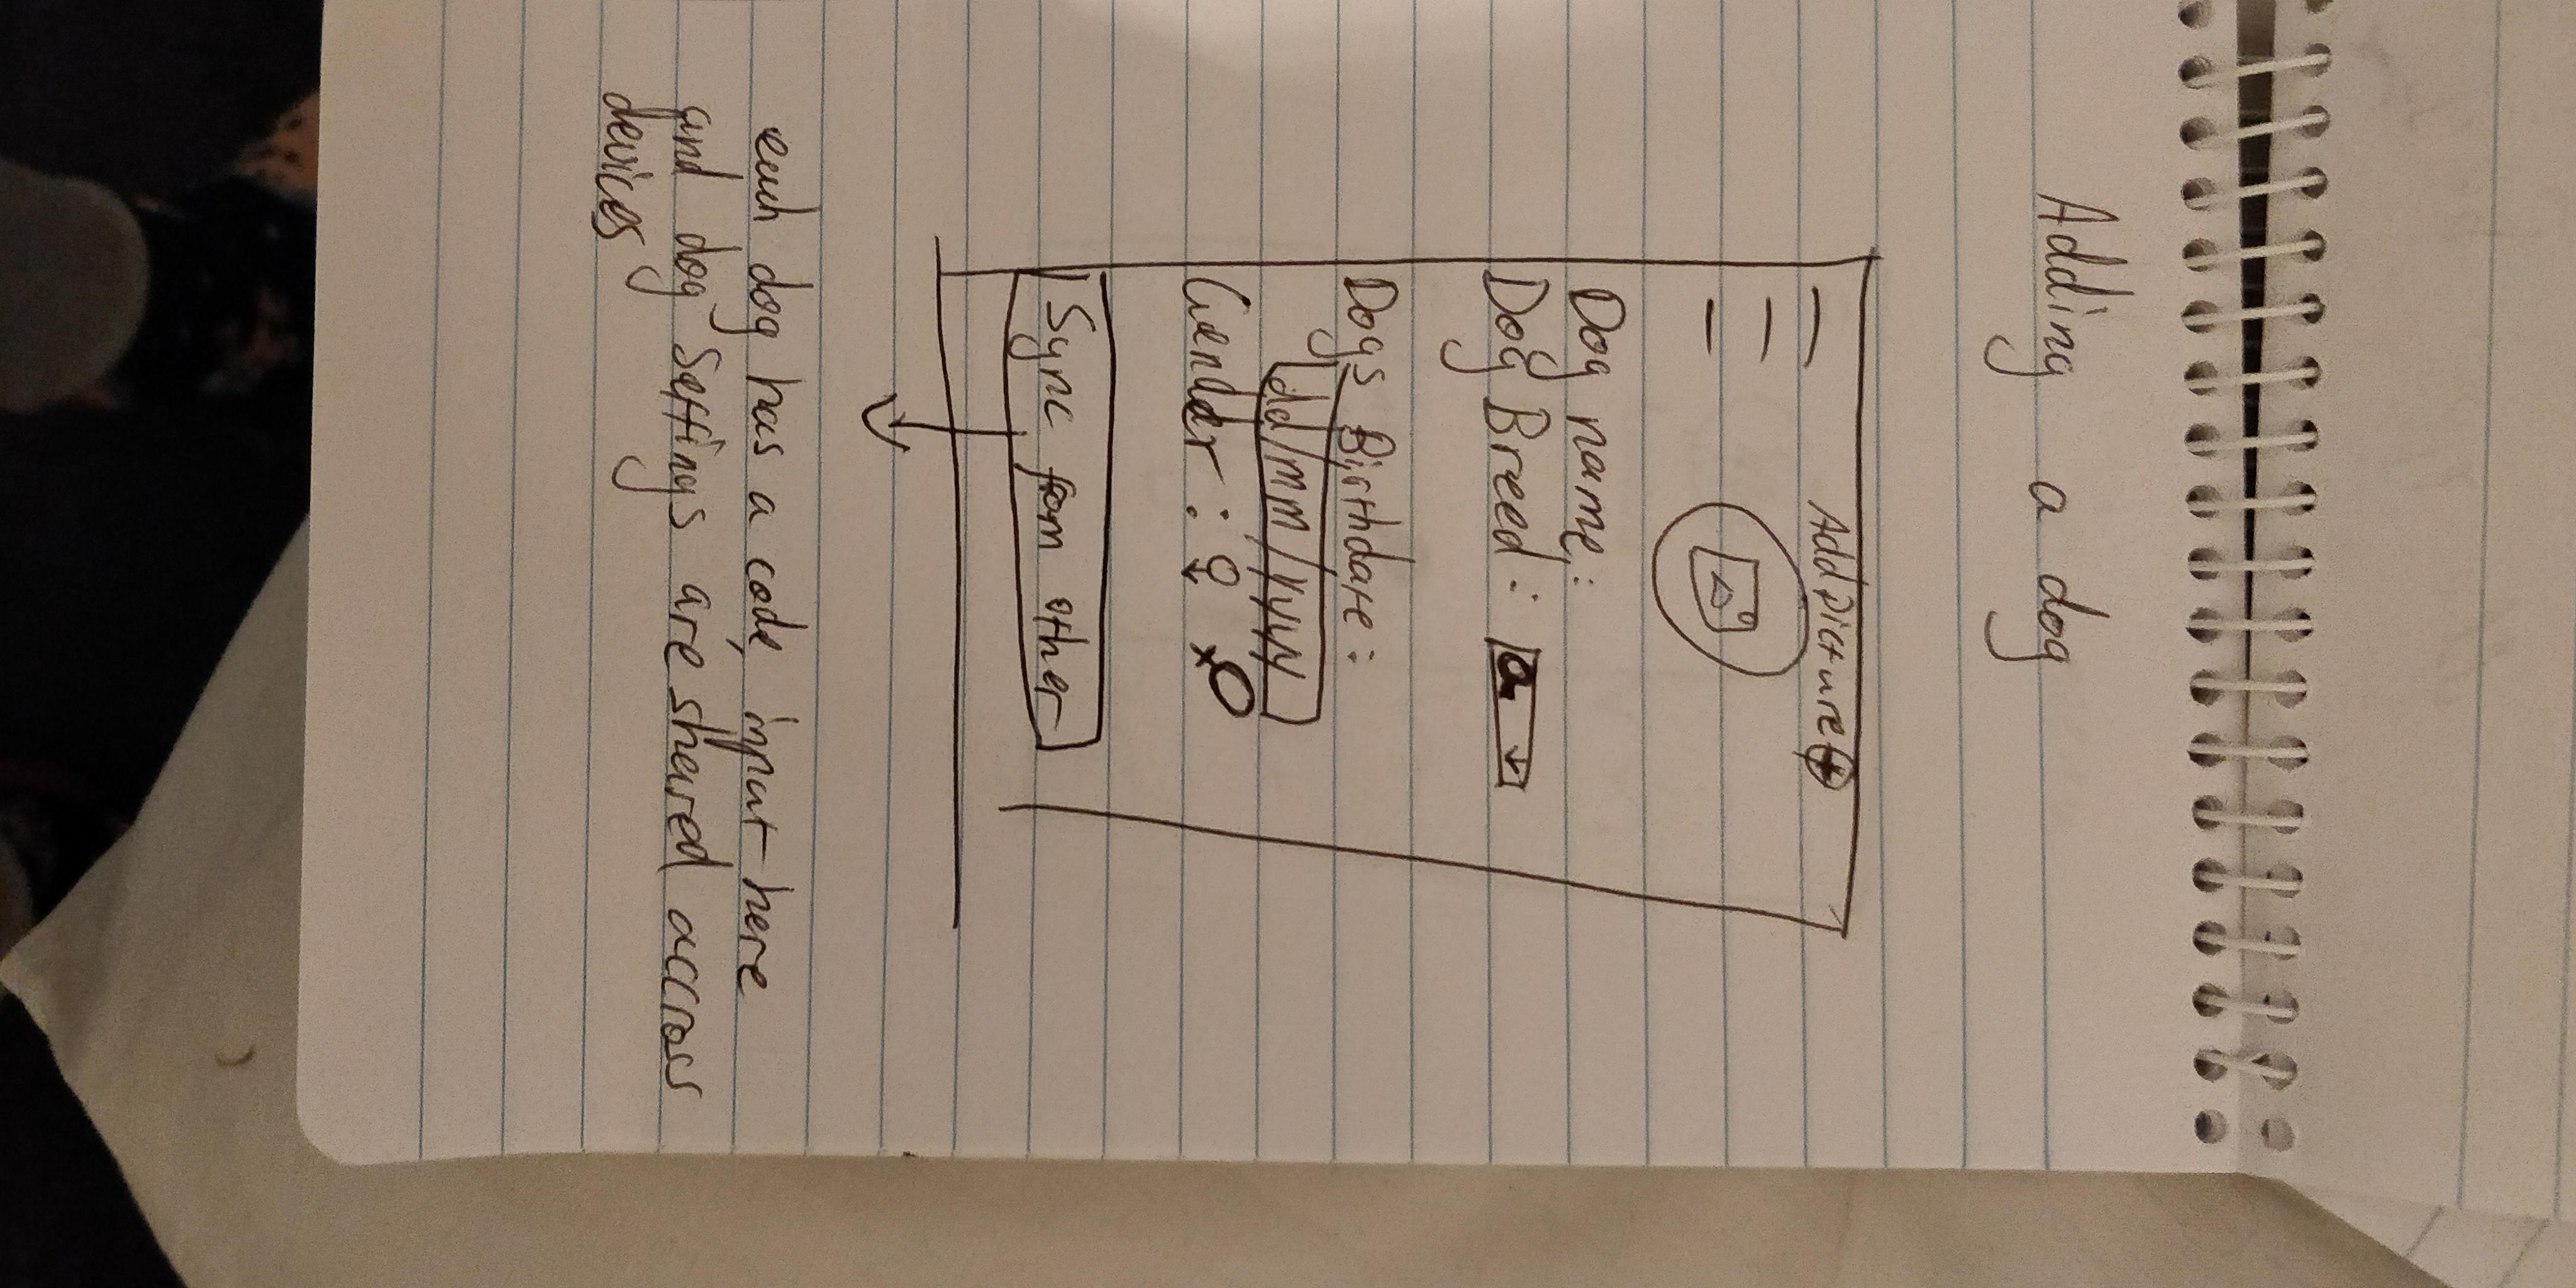 Adding a dog
Add Picture +
Dog name :
Dog Breed :
Dogs Birthdate :
dd/mm/yyyy
Gender : ♂ ♀
Sync from other
each dog has a code, input here
and dog settings are shared accross
devices